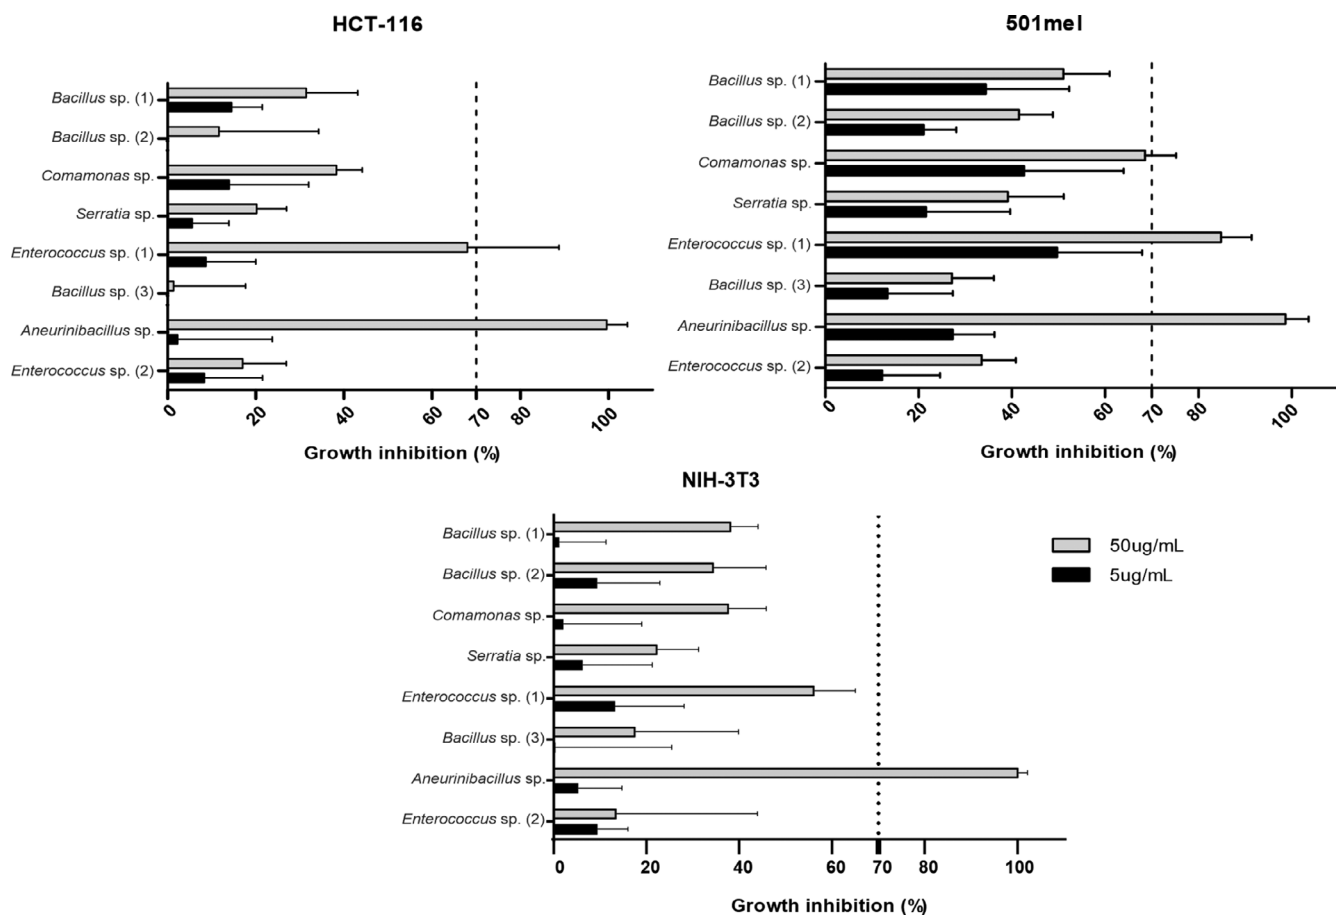 HCT-116
Bacillus sp. (1)
Bacillus sp. (2)
Comamonas sp.
Serratia sp.
Enterococcus sp. (1)
Bacillus sp. (3)
Aneurinibacillus sp.
Enterococcus sp. (2)
0 20 40 60 70 80 100
Growth inhibition (%)
501mel
Bacillus sp. (1)
Bacillus sp. (2)
Comamonas sp.
Serratia sp.
Enterococcus sp. (1)
Bacillus sp. (3)
Aneurinibacillus sp.
Enterococcus sp. (2)
0 20 40 60 70 80 100
Growth inhibition (%)
NIH-3T3
Bacillus sp. (1)
Bacillus sp. (2)
Comamonas sp.
Serratia sp.
Enterococcus sp. (1)
Bacillus sp. (3)
Aneurinibacillus sp.
Enterococcus sp. (2)
0 20 40 60 70 80 100
Growth inhibition (%)
50ug/mL
5ug/mL